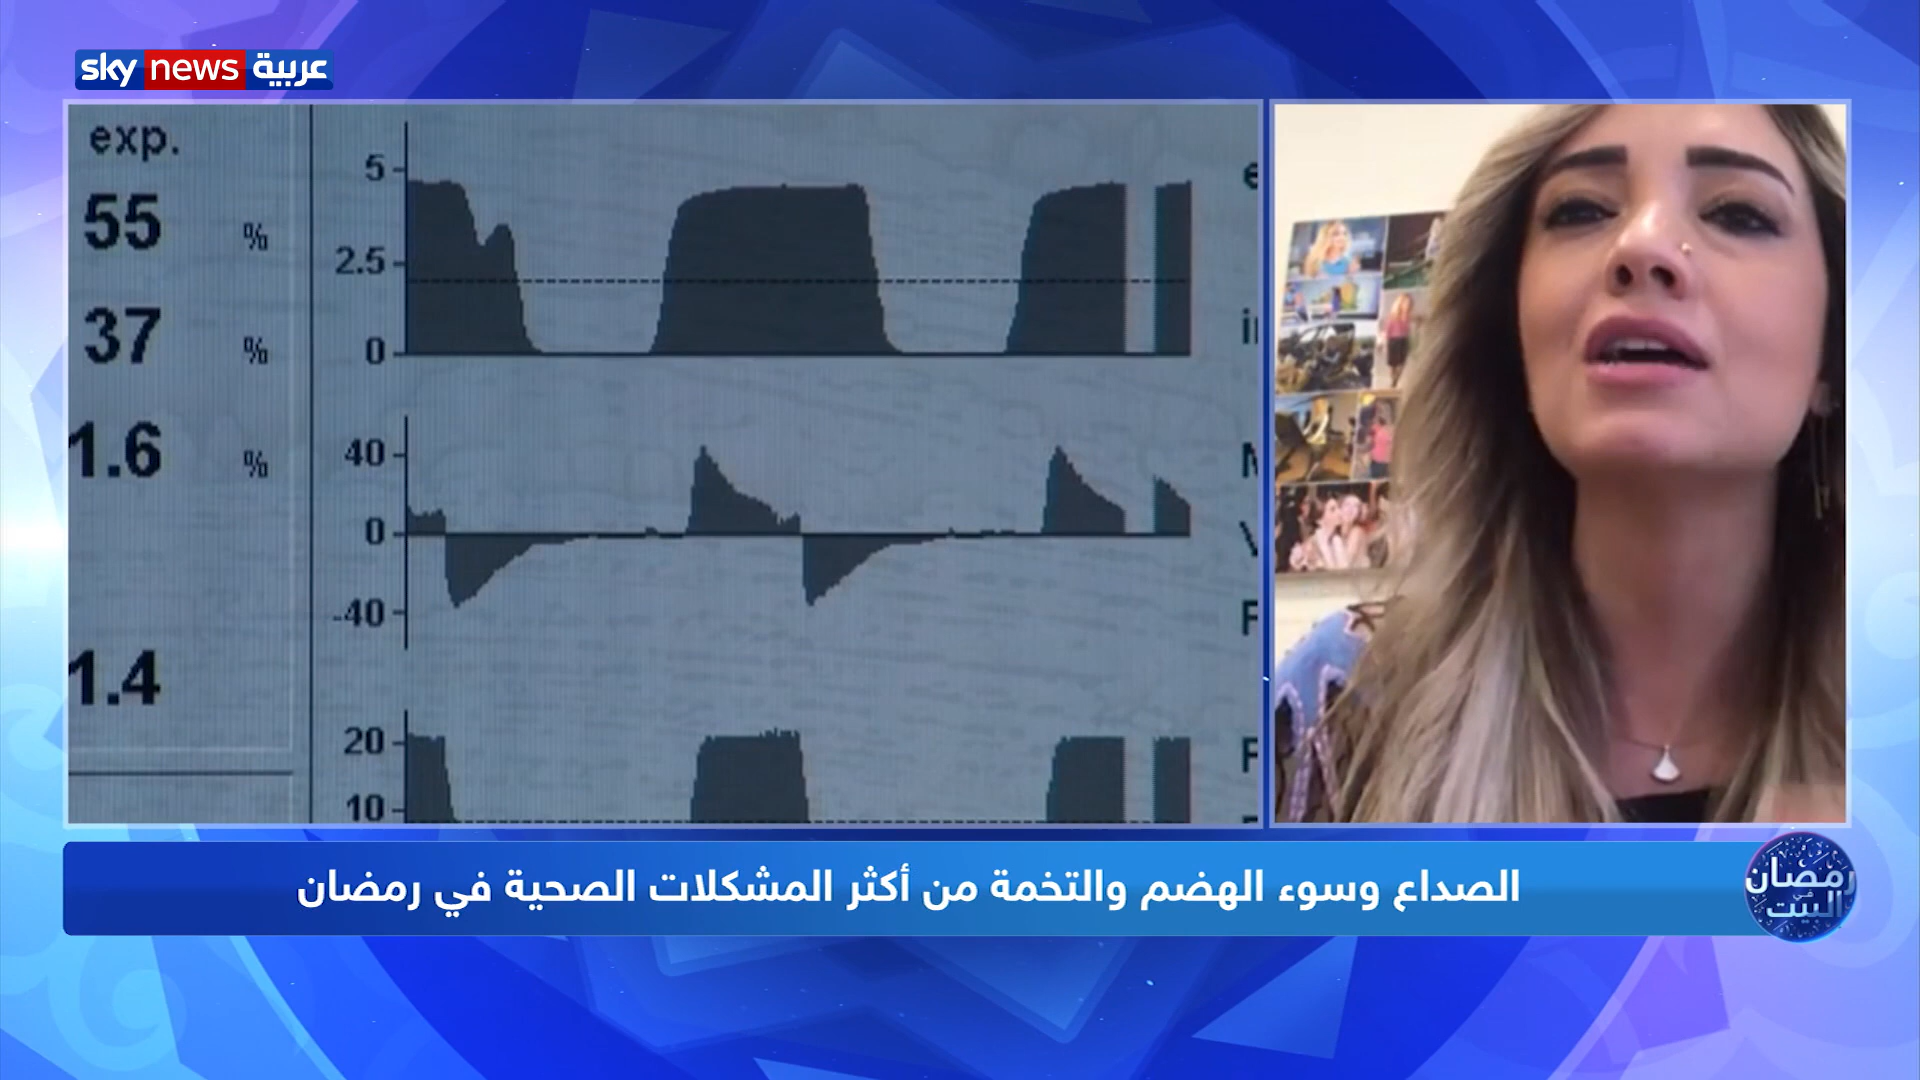 sky news عربية
exp.
55 %
37 %
1.6 %
1.4
5
2.5
0
40
0
-40
20
10
الصداع وسوء الهضم والتخمة من أكثر المشكلات الصحية في رمضان
رمضان
في
البيت